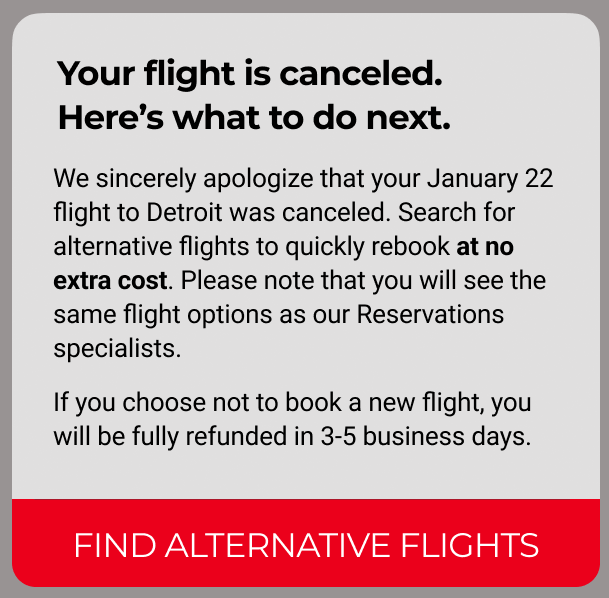 Your flight is canceled.
Here’s what to do next.
We sincerely apologize that your January 22
flight to Detroit was canceled. Search for
alternative flights to quickly rebook at no
extra cost. Please note that you will see the
same flight options as our Reservations
specialists.
If you choose not to book a new flight, you
will be fully refunded in 3-5 business days.
FIND ALTERNATIVE FLIGHTS